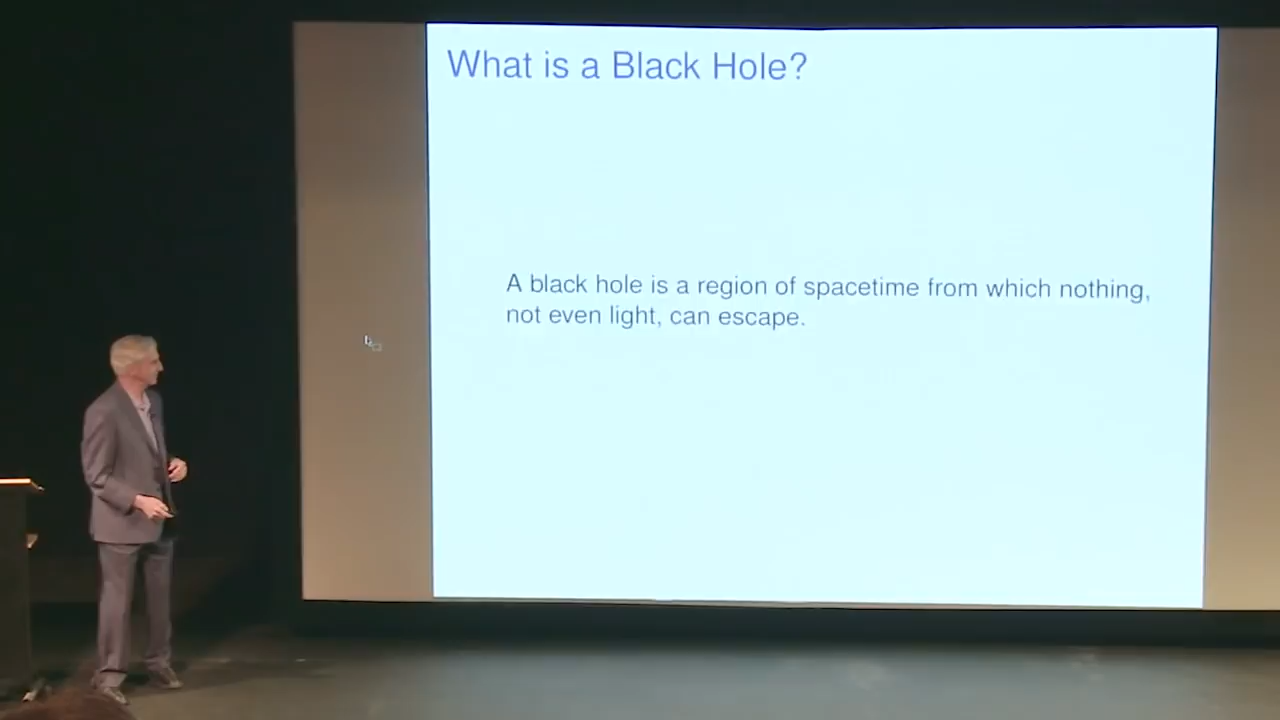 What is a Black Hole?
A black hole is a region of spacetime from which nothing,
not even light, can escape.